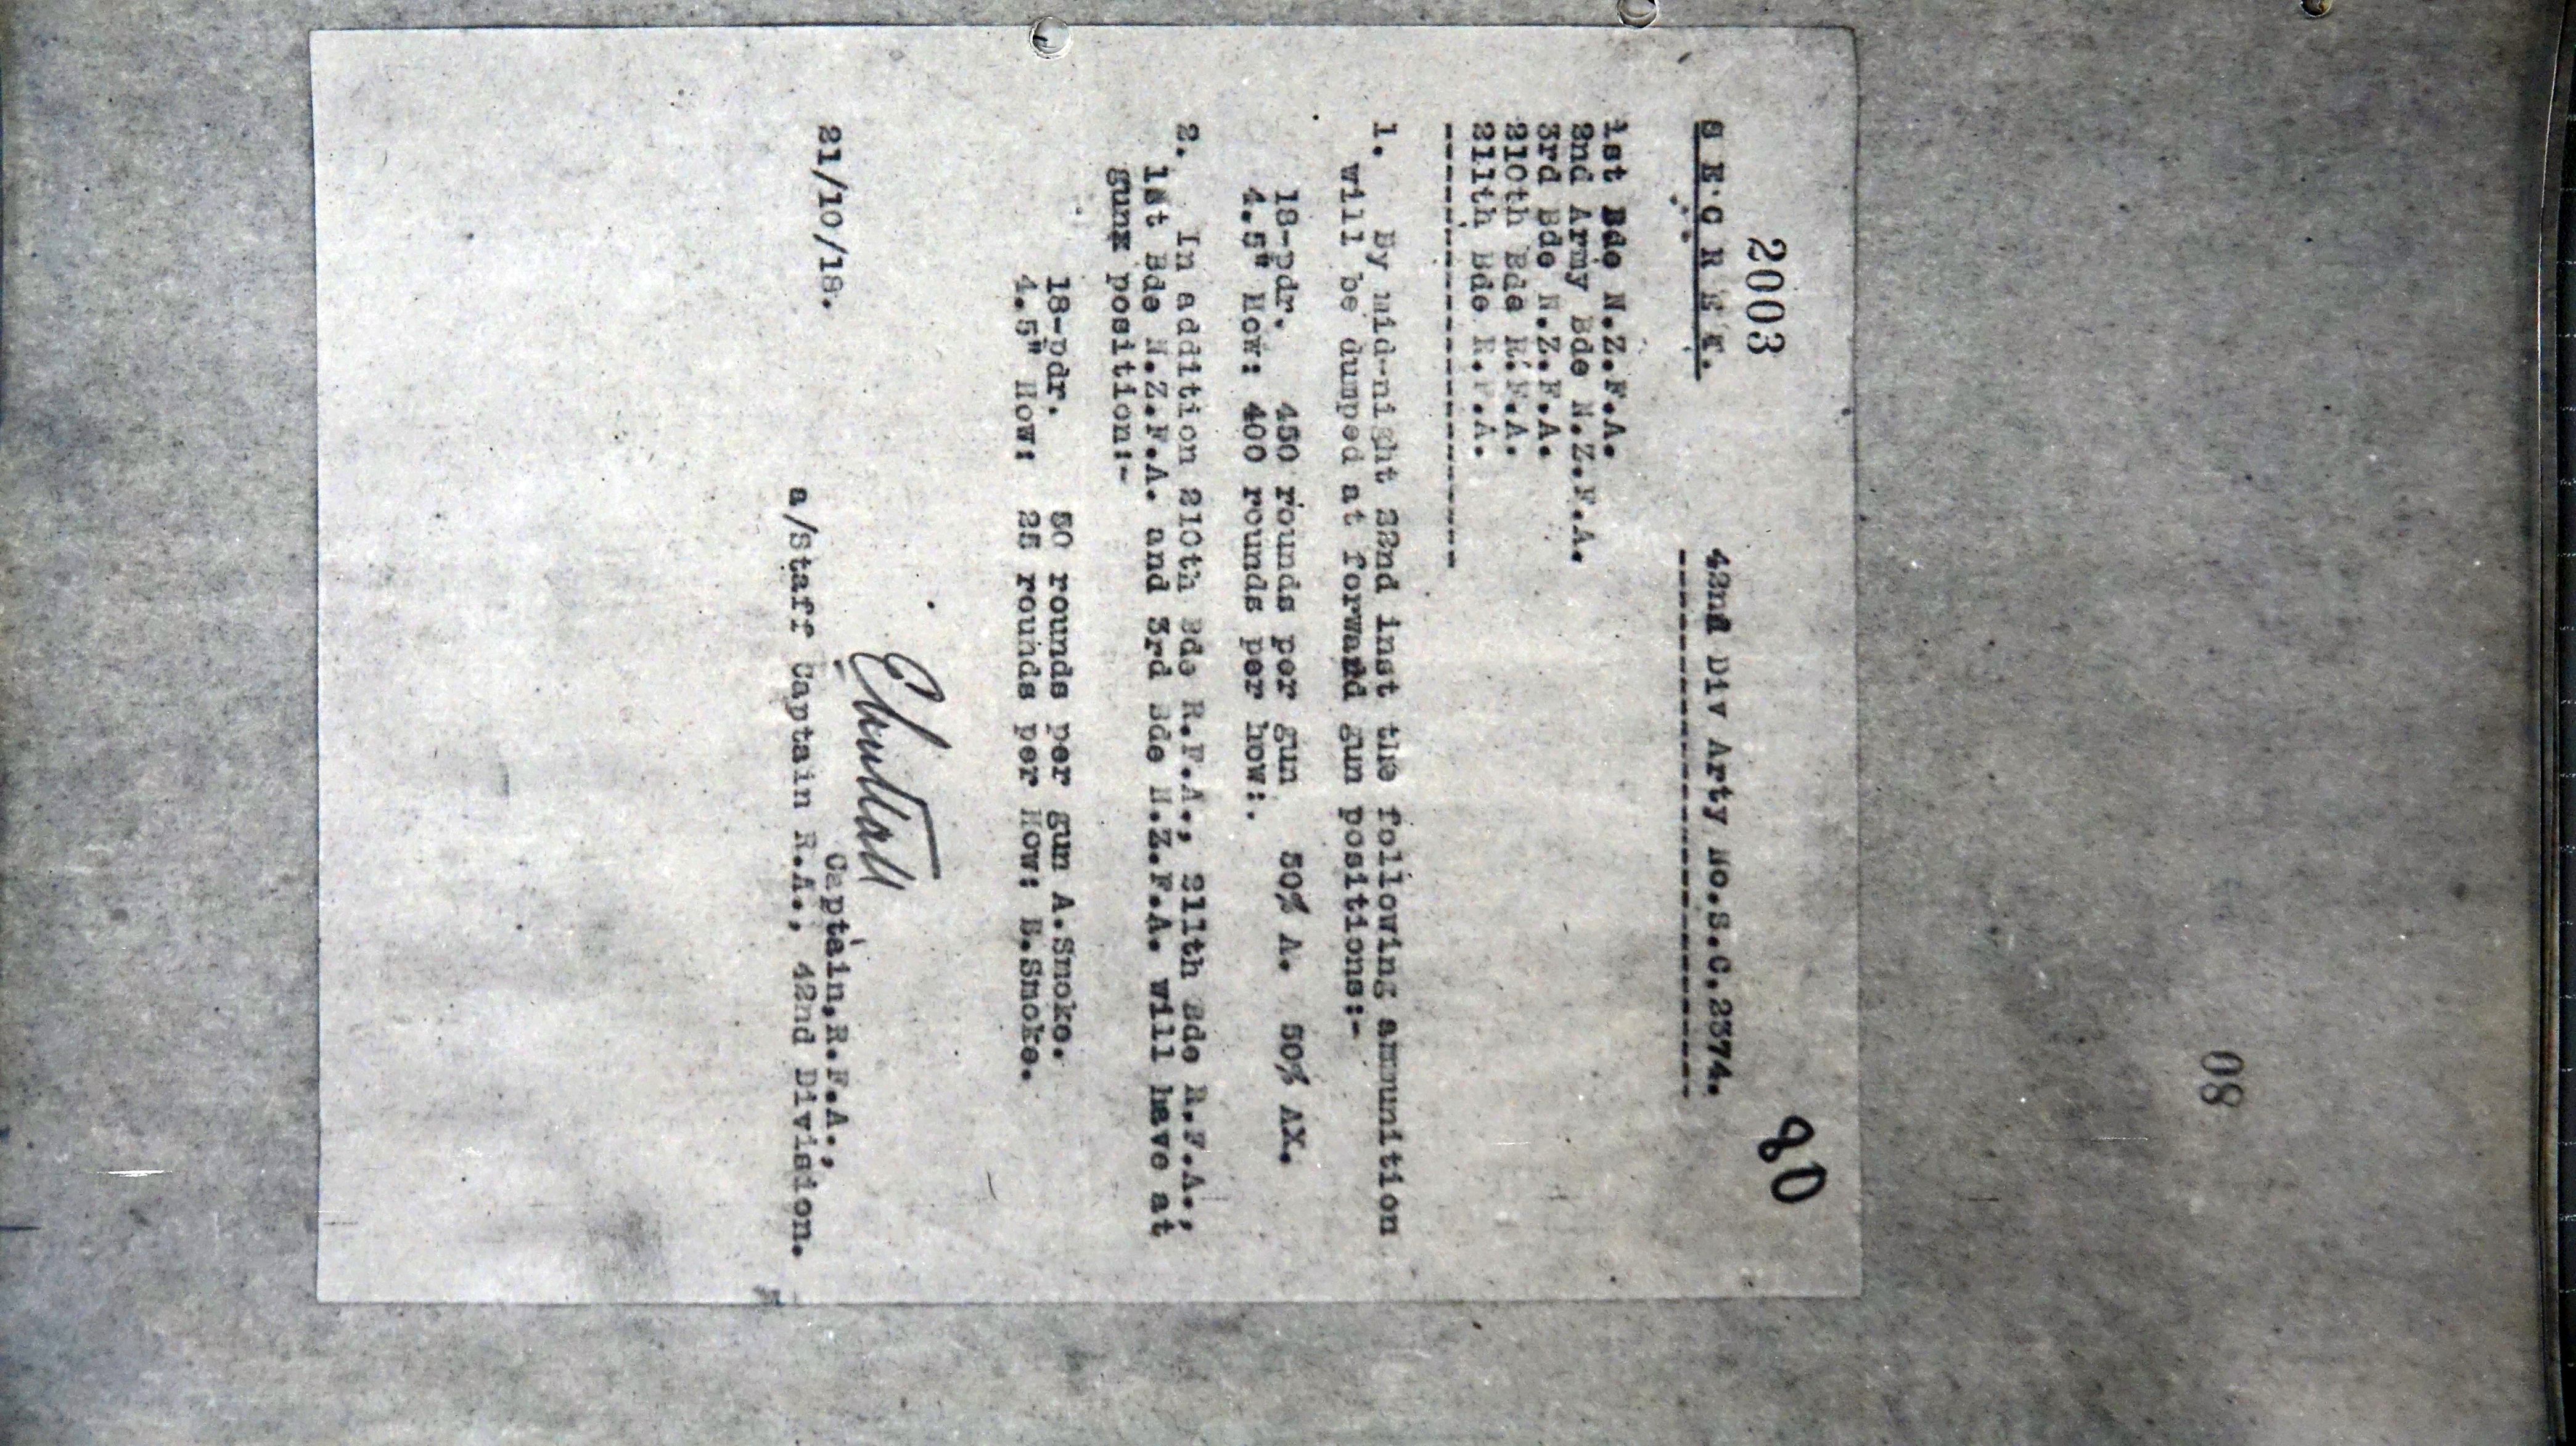 80
2003
80
S E C R E T.
42nd Div Arty No.S.C.2374.
1st Bde N.Z.F.A.
2nd Army Bde N.Z.F.A.
3rd Bde N.Z.F.A.
210th Bde R.F.A.
211th Bde R.F.A.
1. By mid-night 22nd inst the following ammunition
will be dumped at forward gun positions:-
18-pdr. 450 rounds per gun 50% A. 50% AX.
4.5" How: 400 rounds per how:.
2. In addition 210th Bde R.F.A., 211th Bde R.F.A.,
1st Bde N.Z.F.A. and 3rd Bde N.Z.F.A. will have at
gunx position:-
18-pdr. 50 rounds per gun A.Smoke.
4.5" How: 25 rounds per How: B.Smoke.
Captain,R.F.A.,
21/10/18. a/Staff Captain R.A., 42nd Division.